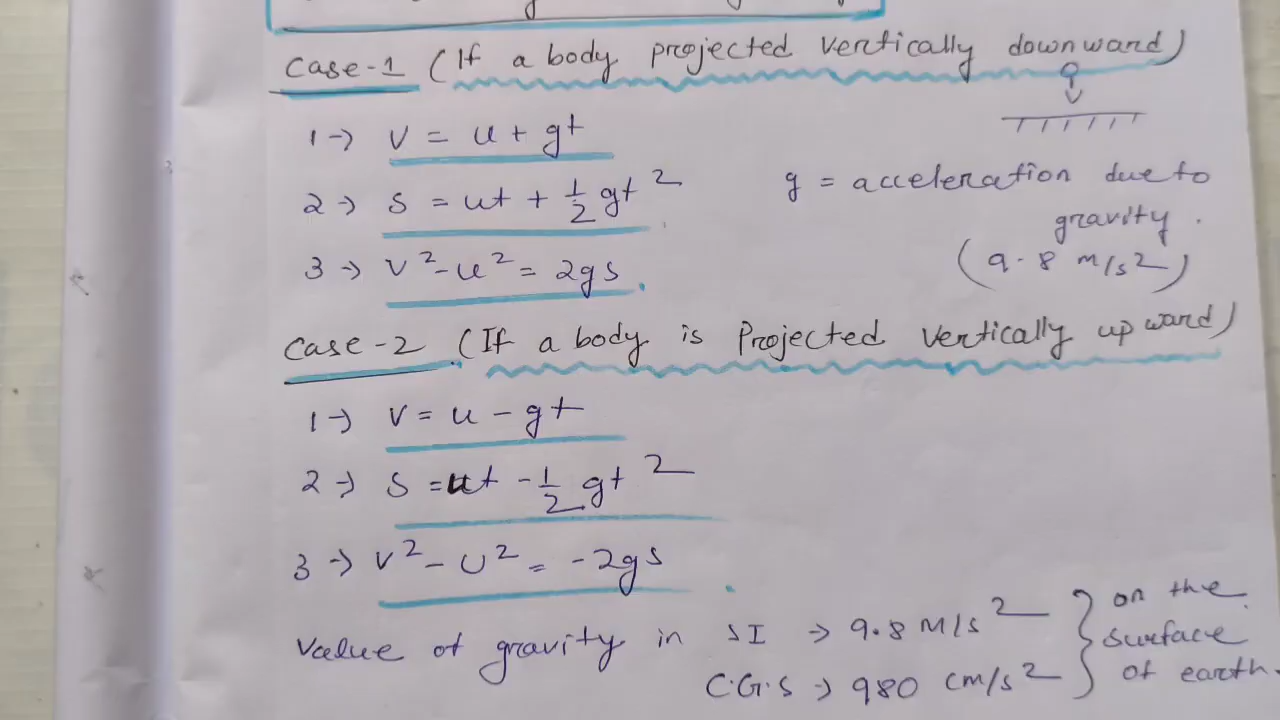 Case-1 (If a body projected vertically downward)
1→ v = u + gt
2→ s = ut + 1/2 gt²
g = acceleration due to
gravity.
3→ v² - u² = 2gs.
(9.8 m/s²)
Case-2 (If a body is Projected vertically upward)
1→ v = u - gt
2→ s = ut - 1/2 gt²
3→ v² - u² = -2gs
Value of gravity in SI → 9.8 M/s² } on the
surface
C.G.S → 980 cm/s² of earth.